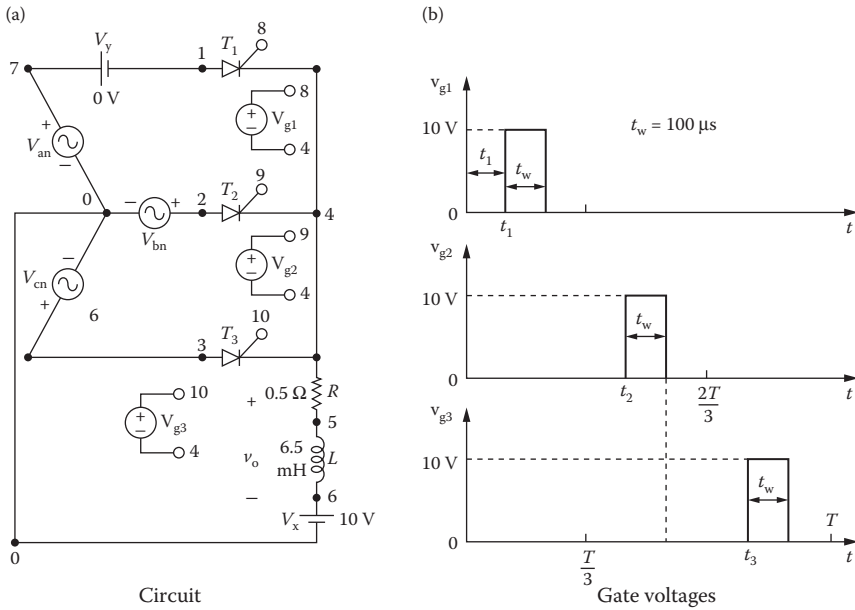 (a)
(b)
V_y
7
1
T_1
8
0 V
8
V_g1
4
V_an
+
−
0
−
+
2
T_2
9
4
V_bn
9
V_g2
4
V_cn
−
+
6
3
T_3
10
10
V_g3
4
+
0.5 Ω
R
5
v_o
6.5
mH
L
−
6
V_x
10 V
0
Circuit
v_g1
10 V
t_w = 100 μs
t_1
t_w
0
t_1
t
v_g2
10 V
t_w
0
t_2
2T
3
t
v_g3
10 V
t_w
T
0
T
3
t_3
t
Gate voltages